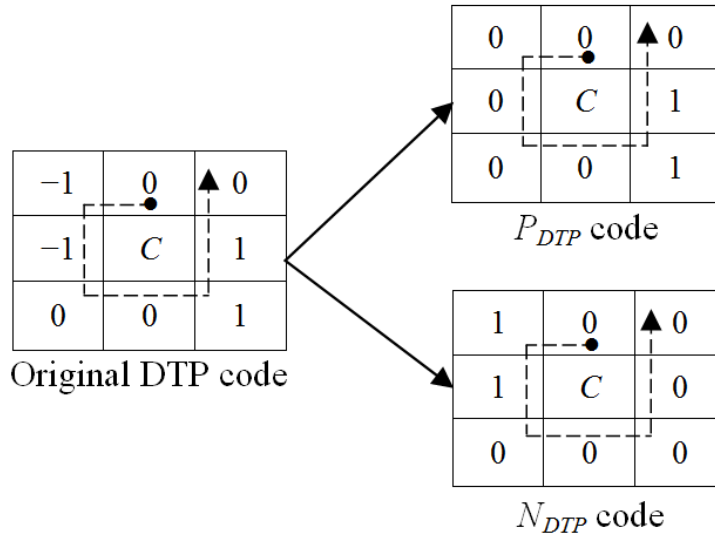 0 0 0
0 C 1
0 0 1
P_DTP code
−1 0 0
−1 C 1
0 0 1
Original DTP code
1 0 0
1 C 0
0 0 0
N_DTP code